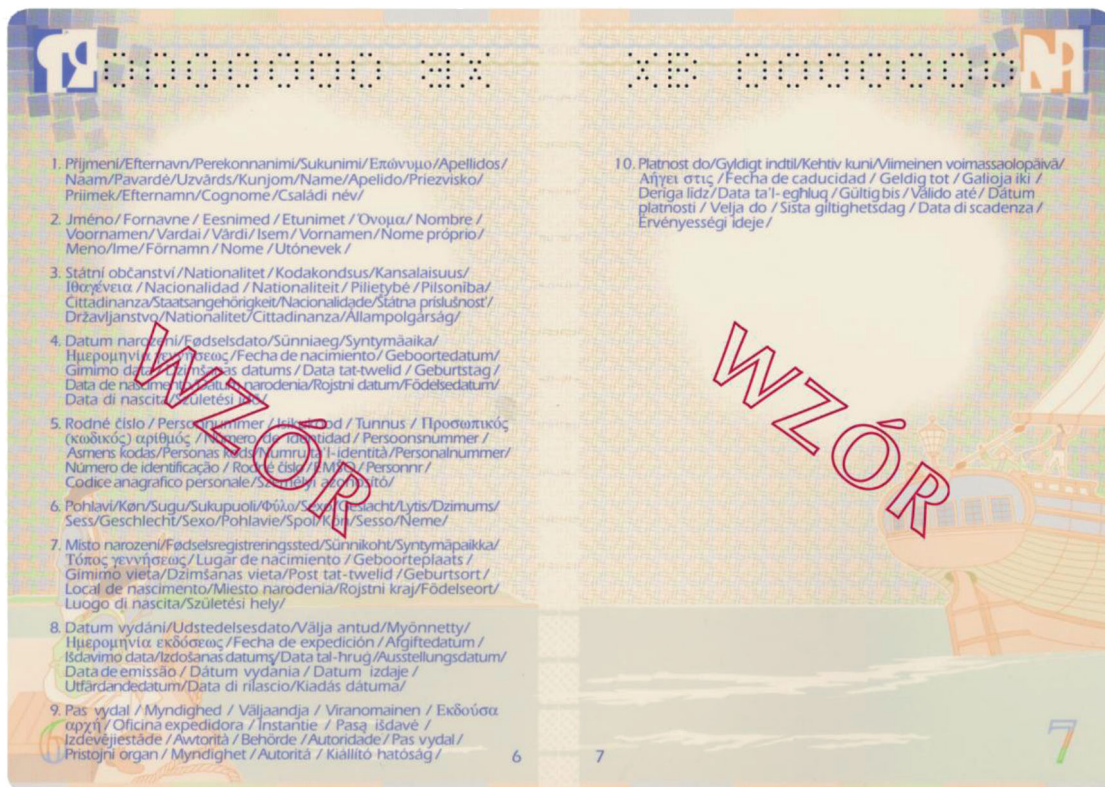 0000000 BX
XB 0000000
RP
1. Příjmení/Efternavn/Perekonnanimi/Sukunimi/Επώνυμο/Apellidos/
Naam/Pavardė/Uzvārds/Kunjom/Name/Apelido/Priezvisko/
Priimek/Efternamn/Cognome/Családi név/
2. Jméno/Fornavne/Eesnimed/Etunimet/Όνομα/Nombre/
Voornamen/Vardai/Vārdi/Isem/Vornamen/Nome próprio/
Meno/Ime/Förnamn/Nome/Utónevek/
3. Státní občanství/Nationalitet/Kodakondsus/Kansalaisuus/
Ιθαγένεια/Nacionalidad/Nationaliteit/Pilietybė/Pilsonība/
Cittadinanza/Staatsangehörigkeit/Nacionalidade/Štátna príslušnosť/
Državljanstvo/Nationalitet/Cittadinanza/Állampolgárság/
4. Datum narození/Fødselsdato/Sünniaeg/Syntymäaika/
Ημερομηνία γεννήσεως/Fecha de nacimiento/Geboortedatum/
Gimimo data/Dzimšanas datums/Data tat-twelid/Geburtstag/
Data de nascimento/Dátum narodenia/Rojstni datum/Födelsedatum/
Data di nascita/Születési idő/
5. Rodné číslo/Personnummer/Isikukood/Tunnus/Προσωπικός
(κωδικός) αριθμός/Número de identidad/Persoonsnummer/
Asmens kodas/Personas kods/Numru ta'l-identità/Personalnummer/
Número de identificação/Rodné číslo/EMŠO/Personnr/
Codice anagrafico personale/Személyi azonosító/
6. Pohlaví/Køn/Sugu/Sukupuoli/Φύλο/Sexo/Geslacht/Lytis/Dzimums/
Sess/Geschlecht/Sexo/Pohlavie/Spol/Kön/Sesso/Neme/
7. Místo narození/Fødselsregistreringssted/Sünnikoht/Syntymäpaikka/
Τόπος γεννήσεως/Lugar de nacimiento/Geboorteplaats/
Gimimo vieta/Dzimšanas vieta/Post tat-twelid/Geburtsort/
Local de nascimento/Miesto narodenia/Rojstni kraj/Födelseort/
Luogo di nascita/Születési hely/
8. Datum vydání/Udstedelsesdato/Välja antud/Myönnetty/
Ημερομηνία εκδόσεως/Fecha de expedición/Afgiftedatum/
Išdavimo data/Izdošanas datums/Data tal-ħruġ/Ausstellungsdatum/
Data de emissão/Dátum vydania/Datum izdaje/
Utfärdandedatum/Data di rilascio/Kiadás dátuma/
9. Pas vydal/Myndighed/Väljaandja/Viranomainen/Εκδούσα
αρχή/Oficina expedidora/Instantie/Pasą išdavė/
Izdevējiestāde/Awtorità/Behörde/Autoridade/Pas vydal/
Pristojni organ/Myndighet/Autorità/Kiállító hatóság/
6
6
WZÓR
10. Platnost do/Gyldigt indtil/Kehtiv kuni/Viimeinen voimassaolopäivä/
Λήγει στις/Fecha de caducidad/Geldig tot/Galioja iki/
Derīga līdz/Data ta'l-egħluq/Gültig bis/Válido até/Dátum
platnosti/Velja do/Sista giltighetsdag/Data di scadenza/
Érvényességi ideje/
WZÓR
7
7